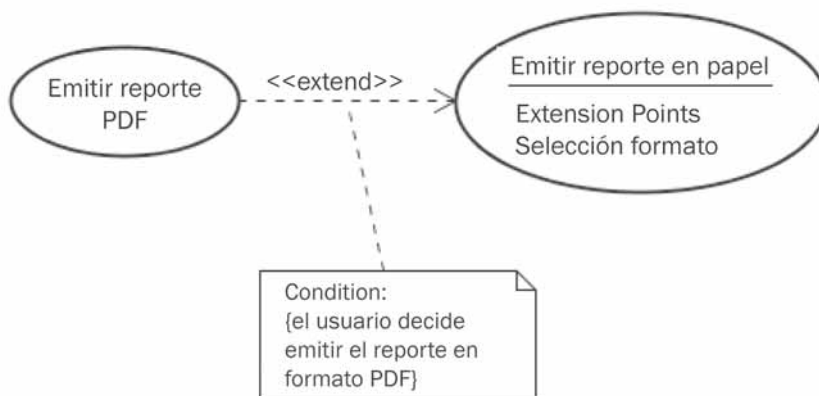 Emitir reporte
PDF
<<extend>>
Emitir reporte en papel
Extension Points
Selección formato
Condition:
{el usuario decide
emitir el reporte en
formato PDF}